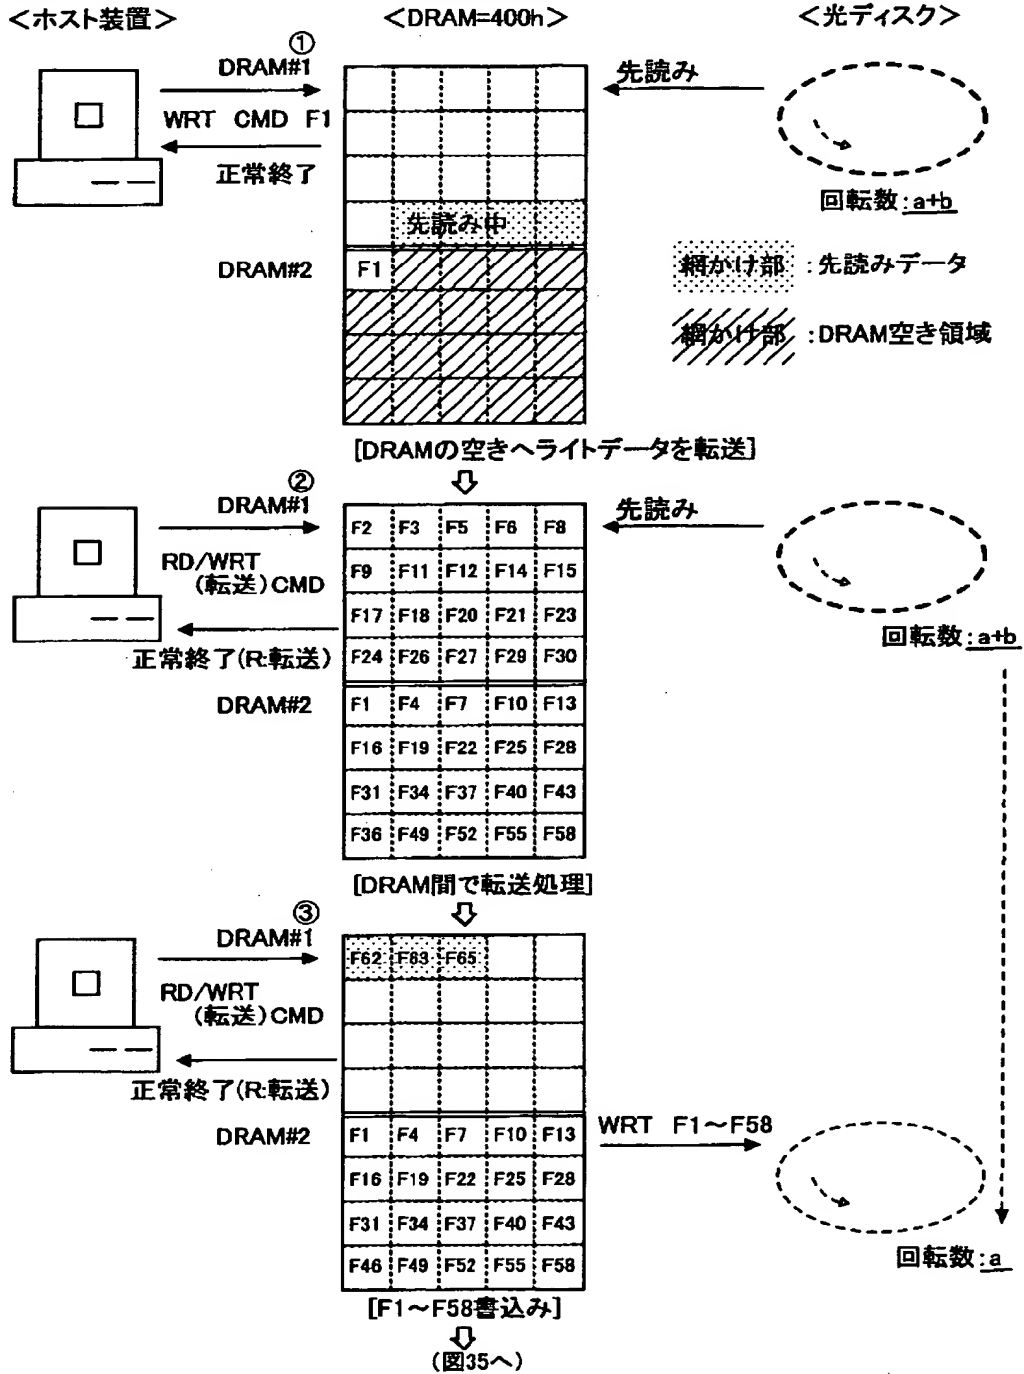 <ホスト装置> <DRAM=400h> <光ディスク>
①
DRAM#1 先読み
WRT CMD F1
正常終了
回転数:a+b
先読み中
網かけ部 :先読みデータ
DRAM#2 F1
網かけ部 :DRAM空き領域
[DRAMの空きへライトデータを転送]
②
DRAM#1 先読み
F2 F3 F5 F6 F8
RD/WRT
(転送)CMD
F9 F11 F12 F14 F15
F17 F18 F20 F21 F23
回転数:a+b
正常終了(R:転送)
F24 F26 F27 F29 F30
DRAM#2 F1 F4 F7 F10 F13
F16 F19 F22 F25 F28
F31 F34 F37 F40 F43
F36 F49 F52 F55 F58
[DRAM間で転送処理]
③
DRAM#1
F62 F63 F65
RD/WRT
(転送)CMD
正常終了(R:転送)
WRT F1~F58
DRAM#2 F1 F4 F7 F10 F13
F16 F19 F22 F25 F28
F31 F34 F37 F40 F43
回転数:a
F46 F49 F52 F55 F58
[F1~F58書込み]
(図35へ)